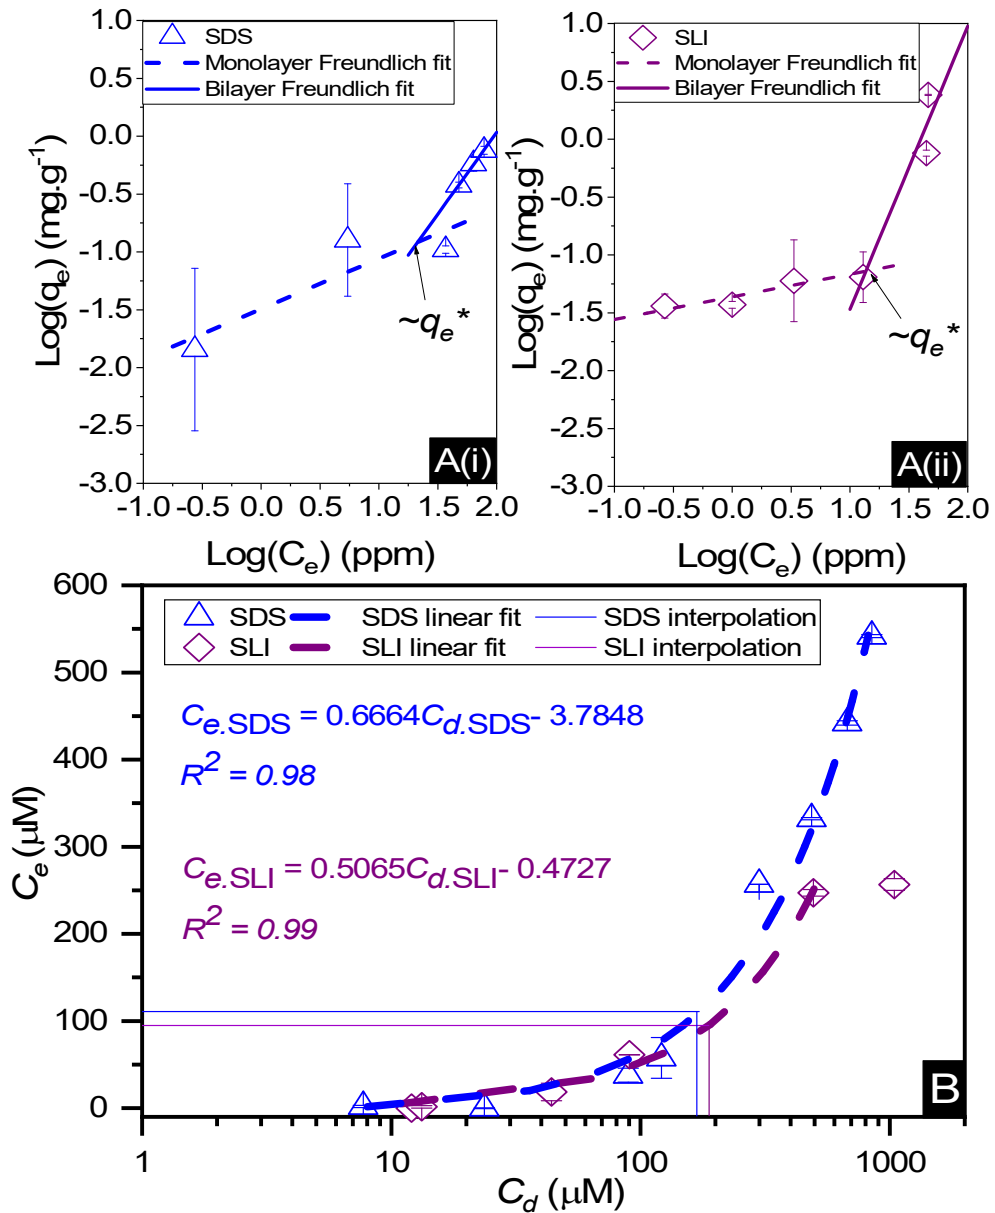 SDS
Monolayer Freundlich fit
Bilayer Freundlich fit
1.0
0.5
0.0
-0.5
-1.0
-1.5
-2.0
-2.5
-3.0
Log(qₑ) (mg.g⁻¹)
~qₑ*
A(i)
-1.0 -0.5 0.0 0.5 1.0 1.5 2.0
Log(Cₑ) (ppm)
SLI
Monolayer Freundlich fit
Bilayer Freundlich fit
1.0
0.5
0.0
-0.5
-1.0
-1.5
-2.0
-2.5
-3.0
Log(qₑ) (mg.g⁻¹)
~qₑ*
A(ii)
-1.0 -0.5 0.0 0.5 1.0 1.5 2.0
Log(Cₑ) (ppm)
600
500
400
300
200
100
0
Cₑ (μM)
SDS SDS linear fit SDS interpolation
SLI SLI linear fit SLI interpolation
Ce.SDS = 0.6664Cd.SDS- 3.7848
R² = 0.98
Ce.SLI = 0.5065Cd.SLI- 0.4727
R² = 0.99
B
1 10 100 1000
Cd (μM)